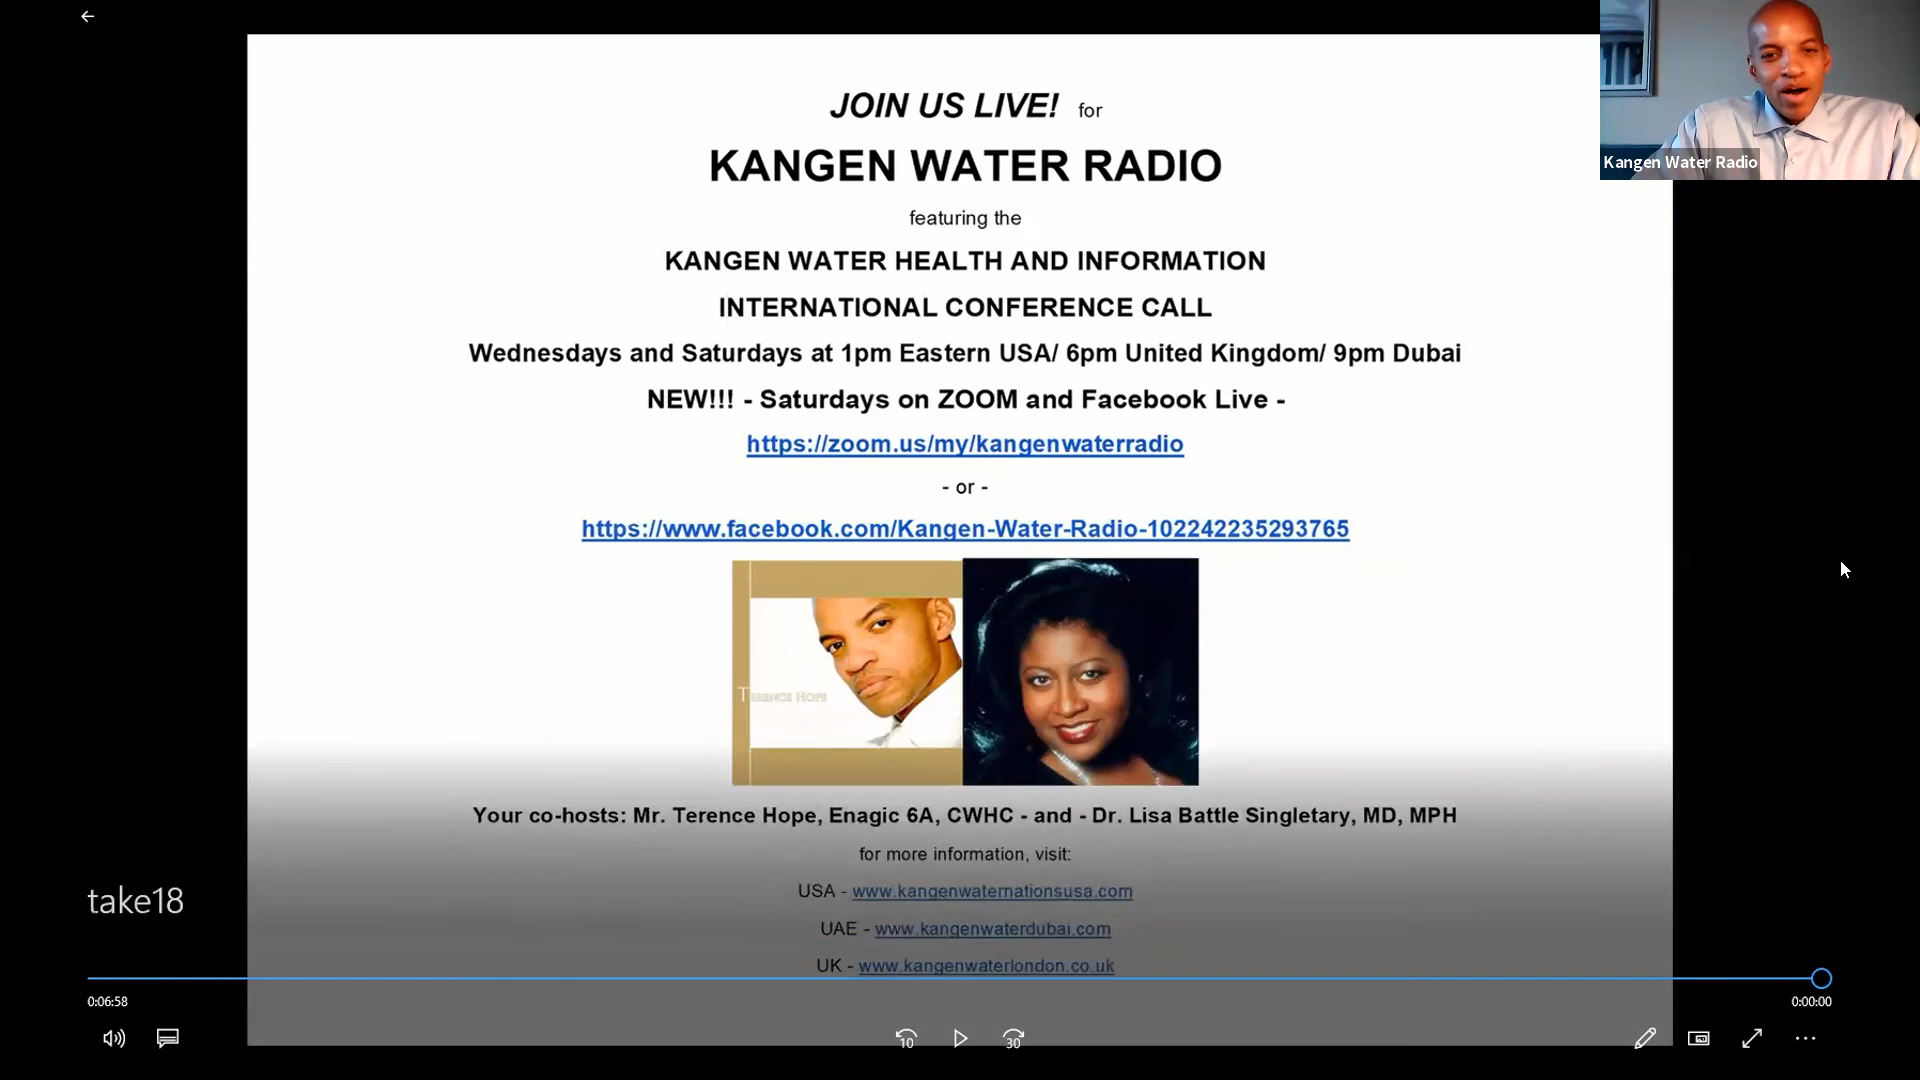 JOIN US LIVE! for
KANGEN WATER RADIO
featuring the
KANGEN WATER HEALTH AND INFORMATION
INTERNATIONAL CONFERENCE CALL
Wednesdays and Saturdays at 1pm Eastern USA/ 6pm United Kingdom/ 9pm Dubai
NEW!!! - Saturdays on ZOOM and Facebook Live -
https://zoom.us/my/kangenwaterradio
- or -
https://www.facebook.com/Kangen-Water-Radio-102242235293765
TERENCE HOPE
Your co-hosts: Mr. Terence Hope, Enagic 6A, CWHC - and - Dr. Lisa Battle Singletary, MD, MPH
for more information, visit:
USA - www.kangenwaternationsusa.com
UAE - www.kangenwaterdubai.com
UK - www.kangenwaterlondon.co.uk
Kangen Water Radio
take18
0:06:58
0:00:00
10
30